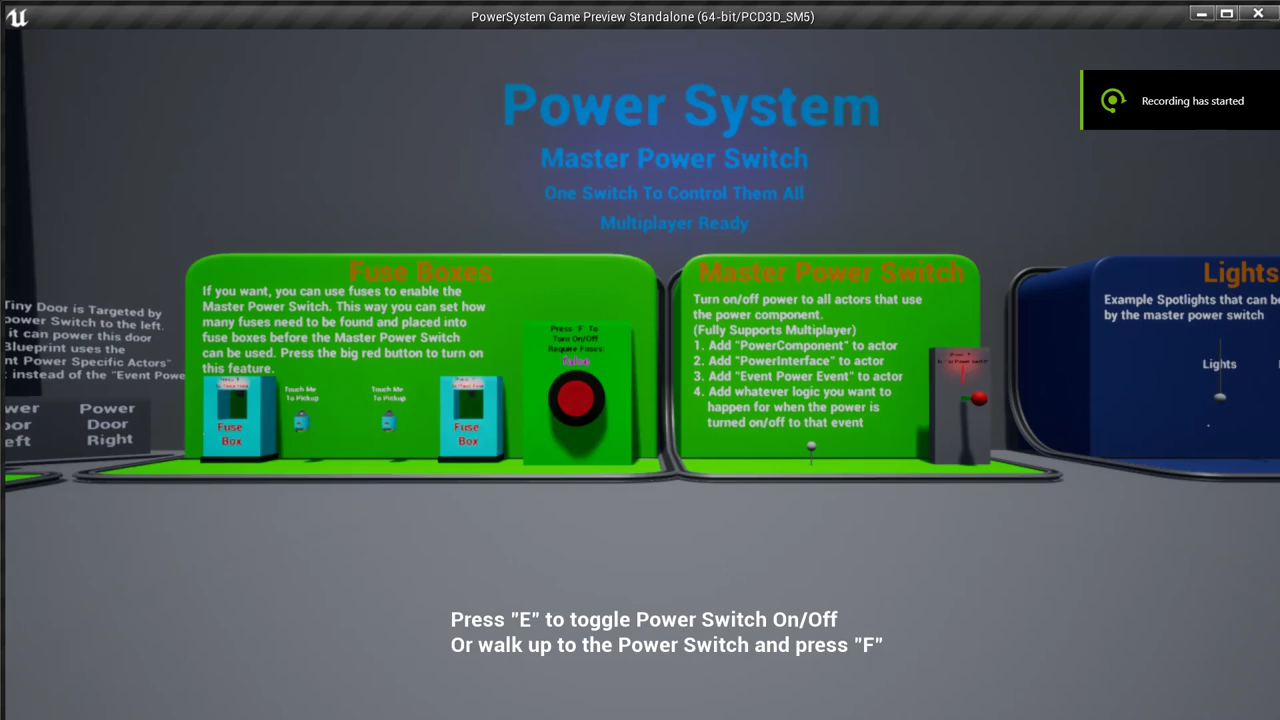 PowerSystem Game Preview Standalone (64-bit/PCD3D_SM5)
Recording has started
Power System
Master Power Switch
One Switch To Control Them All
Multiplayer Ready
Tiny Door is Targeted by
power Switch to the left.
it can power this door
Blueprint uses the
nt Power Specific Actors"
t instead of the "Event Powe
wer
oor
eft
Power
Door
Right
Fuse Boxes
If you want, you can use fuses to enable the
Master Power Switch. This way you can set how
many fuses need to be found and placed into
fuse boxes before the Master Power Switch
can be used. Press the big red button to turn on
this feature.
Fuse
Box
Touch Me
To Pickup
Touch Me
To Pickup
Fuse
Box
Press 'F' To
Turn On/Off
Require Fuses:
false
Master Power Switch
Turn on/off power to all actors that use
the power component.
(Fully Supports Multiplayer)
1. Add "PowerComponent" to actor
2. Add "PowerInterface" to actor
3. Add "Event Power Event" to actor
4. Add whatever logic you want to
happen for when the power is
turned on/off to that event
Lights
Example Spotlights that can be
by the master power switch
Lights
Press "E" to toggle Power Switch On/Off
Or walk up to the Power Switch and press "F"